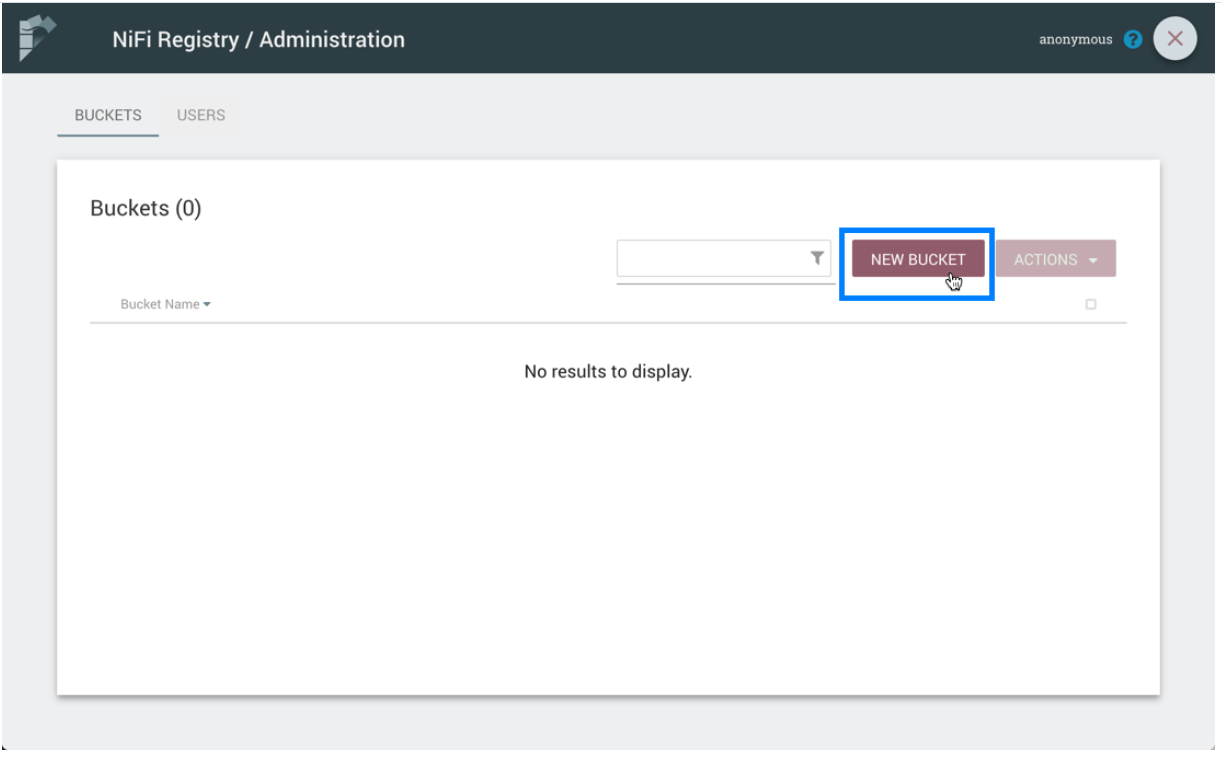 NiFi Registry / Administration
anonymous
BUCKETS
USERS
Buckets (0)
NEW BUCKET
ACTIONS
Bucket Name
No results to display.